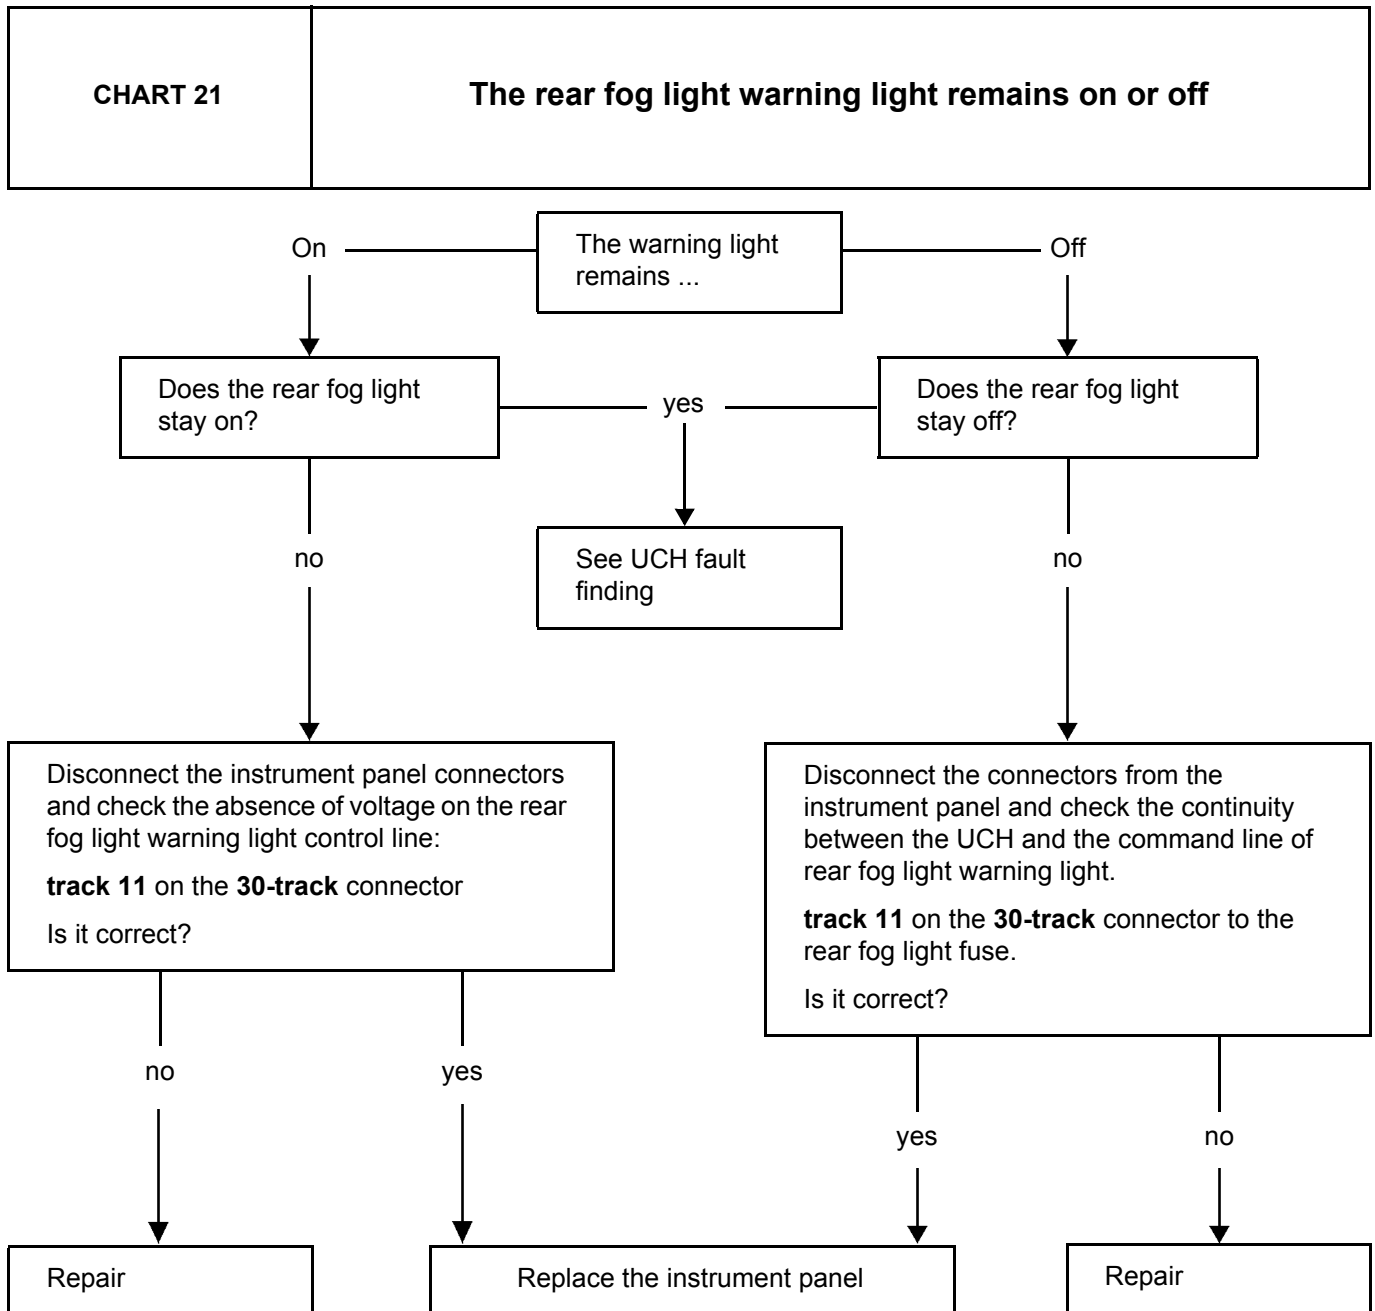 CHART 21
The rear fog light warning light remains on or off
On
The warning light
remains ...
Off
Does the rear fog light
stay on?
yes
Does the rear fog light
stay off?
no
See UCH fault
finding
no
Disconnect the instrument panel connectors
and check the absence of voltage on the rear
fog light warning light control line:
track 11 on the 30-track connector
Is it correct?
Disconnect the connectors from the
instrument panel and check the continuity
between the UCH and the command line of
rear fog light warning light.
track 11 on the 30-track connector to the
rear fog light fuse.
Is it correct?
no
yes
yes
no
Repair
Replace the instrument panel
Repair